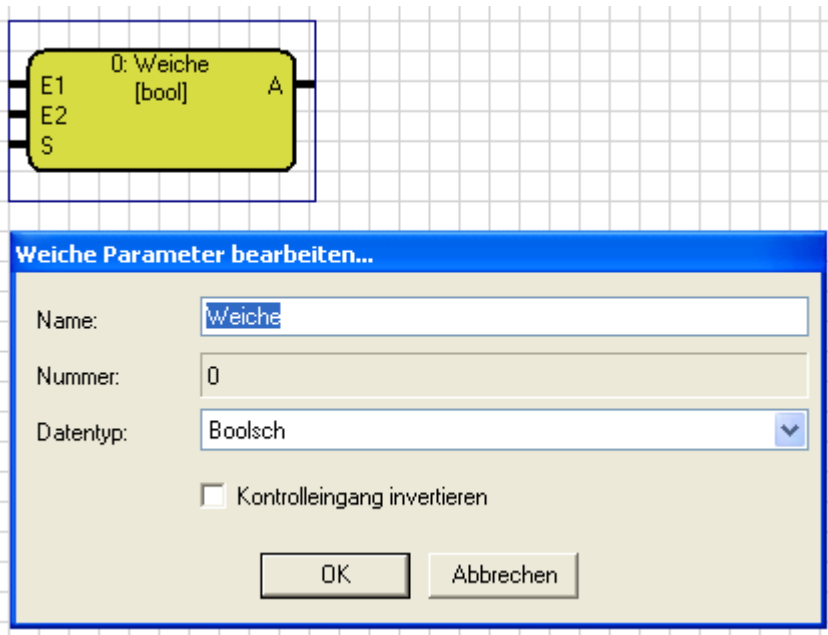 0: Weiche
E1 [bool] A
E2
S
Weiche Parameter bearbeiten...
Name: Weiche
Nummer: 0
Datentyp: Boolsch
Kontrolleingang invertieren
OK Abbrechen